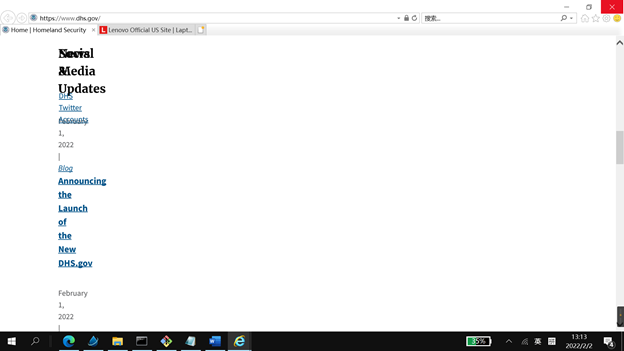 https://www.dhs.gov/
搜索...
Home | Homeland Security
Lenovo Official US Site | Lapt...
News
Social
&
Media
Updates
DHS
Twitter
Accounts
February
1,
2022
|
Blog
Announcing
the
Launch
of
the
New
DHS.gov
February
1,
2022
|
35%
英
13:13
2022/2/2
4